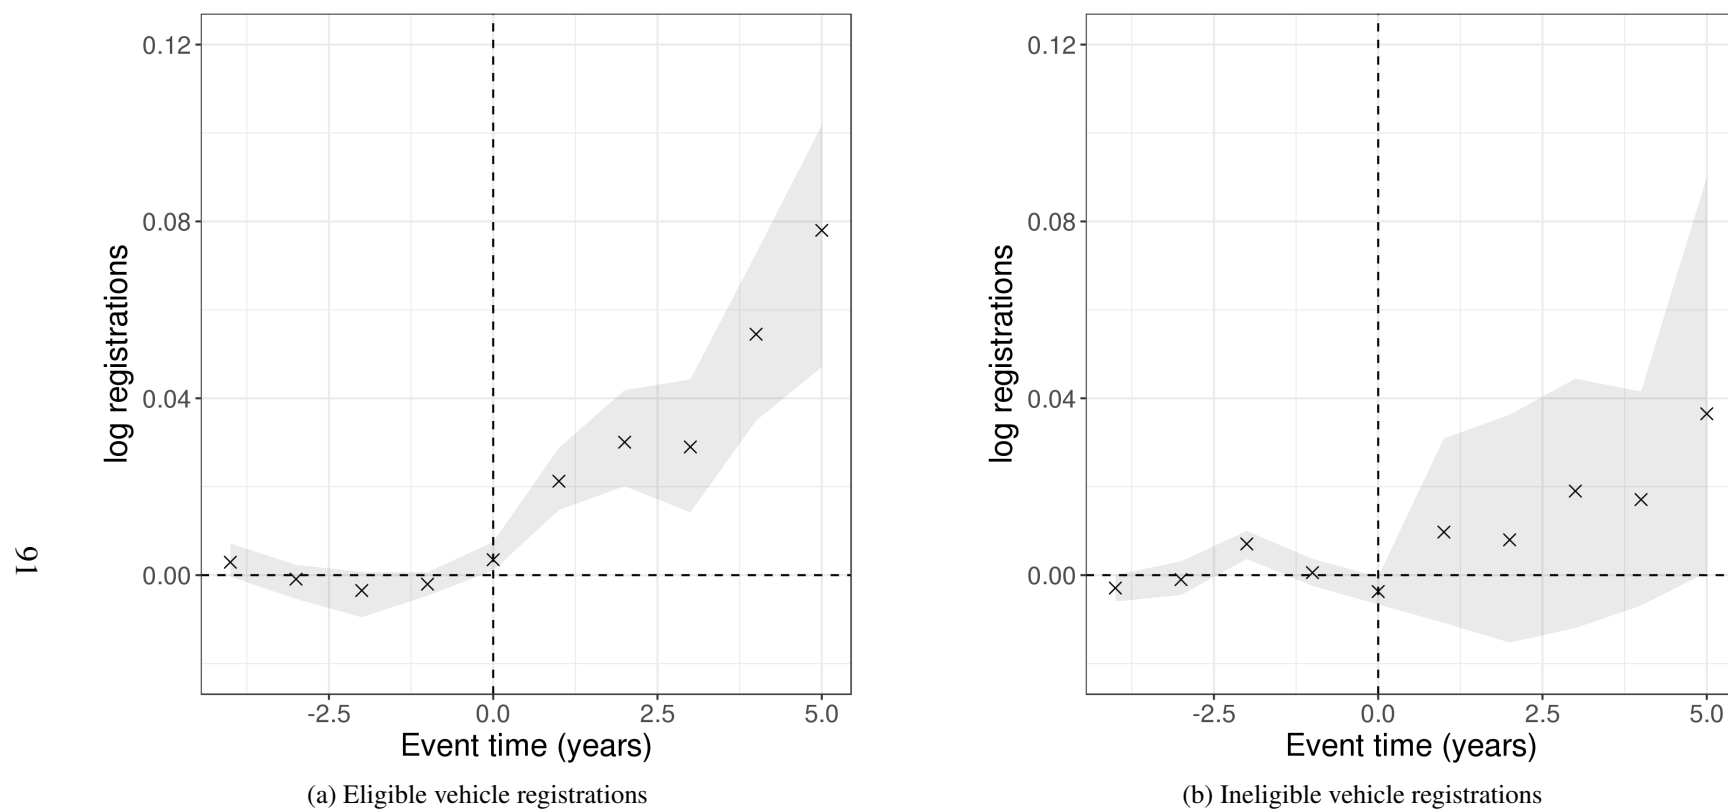 91
0.12
0.08
0.04
0.00
log registrations
-2.5 0.0 2.5 5.0
Event time (years)
(a) Eligible vehicle registrations
0.12
0.08
0.04
0.00
log registrations
-2.5 0.0 2.5 5.0
Event time (years)
(b) Ineligible vehicle registrations